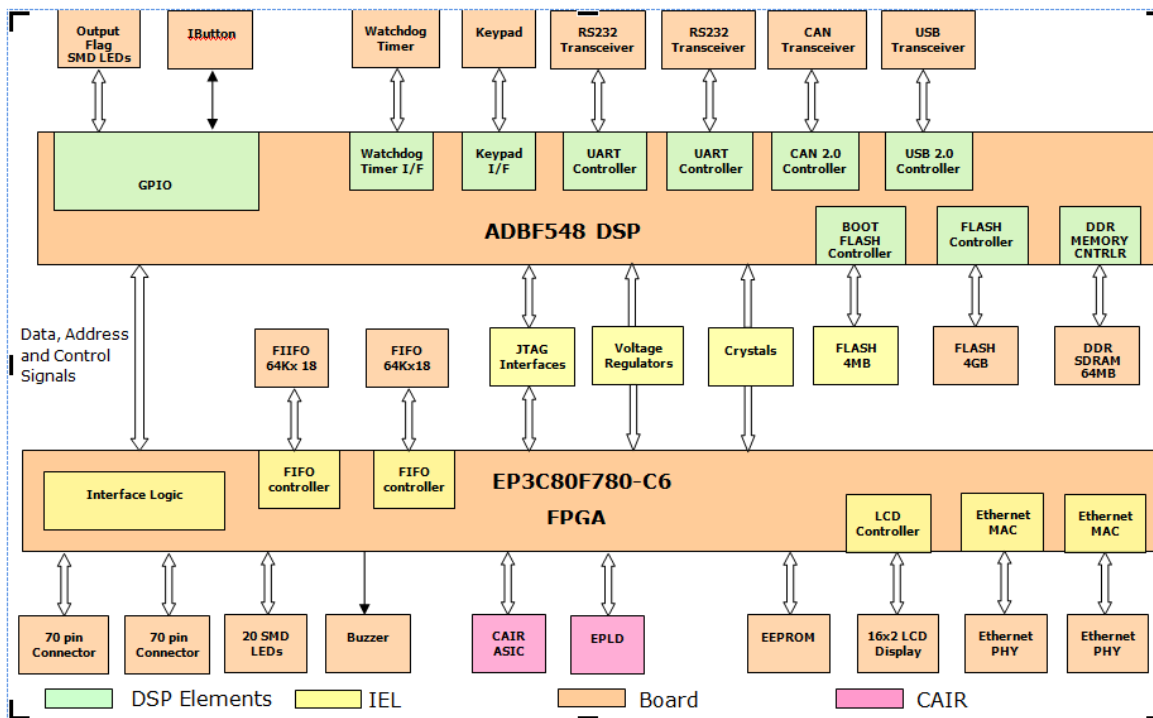 Output
Flag
SMD LEDs
IButton
Watchdog
Timer
Keypad
RS232
Transceiver
RS232
Transceiver
CAN
Transceiver
USB
Transceiver
GPIO
Watchdog
Timer I/F
Keypad
I/F
UART
Controller
UART
Controller
CAN 2.0
Controller
USB 2.0
Controller
ADBF548 DSP
BOOT
FLASH
Controller
FLASH
Controller
DDR
MEMORY
CNTRLR
Data, Address
and Control
Signals
FIIFO
64Kx 18
FIFO
64Kx18
JTAG
Interfaces
Voltage
Regulators
Crystals
FLASH
4MB
FLASH
4GB
DDR
SDRAM
64MB
Interface Logic
FIFO
controller
FIFO
controller
EP3C80F780-C6
FPGA
LCD
Controller
Ethernet
MAC
Ethernet
MAC
70 pin
Connector
70 pin
Connector
20 SMD
LEDs
Buzzer
CAIR
ASIC
EPLD
EEPROM
16x2 LCD
Display
Ethernet
PHY
Ethernet
PHY
DSP Elements
IEL
Board
CAIR